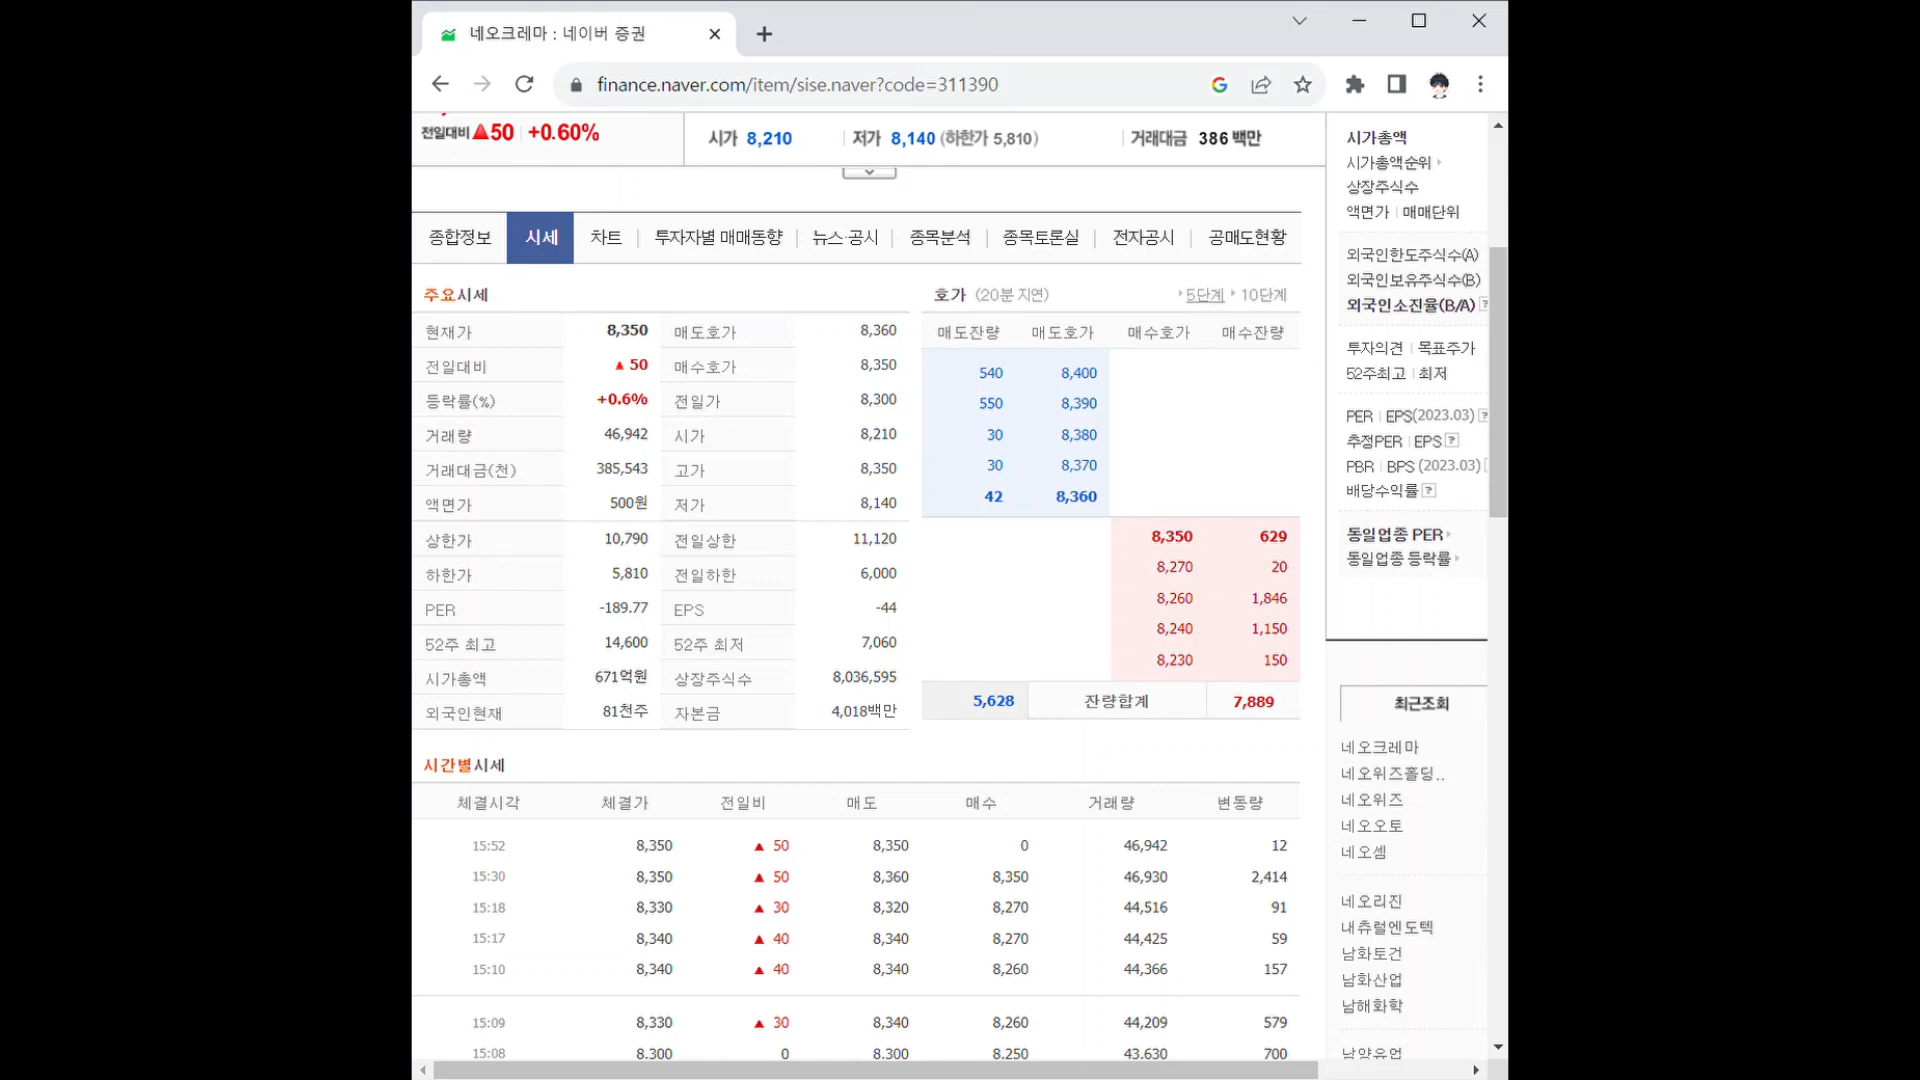 네오크레마 : 네이버 증권
finance.naver.com/item/sise.naver?code=311390
전일대비 ▲50 +0.60%
시가 8,210 저가 8,140 (하한가 5,810) 거래대금 386 백만
종합정보 시세 차트 투자자별 매매동향 뉴스·공시 종목분석 종목토론실 전자공시 공매도현황
주요시세
현재가 8,350 매도호가 8,360
전일대비 ▲ 50 매수호가 8,350
등락률(%) +0.6% 전일가 8,300
거래량 46,942 시가 8,210
거래대금(천) 385,543 고가 8,350
액면가 500원 저가 8,140
상한가 10,790 전일상한 11,120
하한가 5,810 전일하한 6,000
PER -189.77 EPS -44
52주 최고 14,600 52주 최저 7,060
시가총액 671억원 상장주식수 8,036,595
외국인현재 81천주 자본금 4,018백만
호가 (20분 지연) 5단계 10단계
매도잔량 매도호가 매수호가 매수잔량
540 8,400
550 8,390
30 8,380
30 8,370
42 8,360
8,350 629
8,270 20
8,260 1,846
8,240 1,150
8,230 150
5,628 잔량합계 7,889
시간별시세
체결시각 체결가 전일비 매도 매수 거래량 변동량
15:52 8,350 ▲ 50 8,350 0 46,942 12
15:30 8,350 ▲ 50 8,360 8,350 46,930 2,414
15:18 8,330 ▲ 30 8,320 8,270 44,516 91
15:17 8,340 ▲ 40 8,340 8,270 44,425 59
15:10 8,340 ▲ 40 8,340 8,260 44,366 157
15:09 8,330 ▲ 30 8,340 8,260 44,209 579
15:08 8,300 0 8,300 8,250 43,630 700
시가총액
시가총액순위
상장주식수
액면가 | 매매단위
외국인한도주식수(A)
외국인보유주식수(B)
외국인소진율(B/A) ?
투자의견 | 목표주가
52주최고 | 최저
PER | EPS(2023.03) ?
추정PER | EPS ?
PBR | BPS (2023.03)
배당수익률 ?
동일업종 PER
동일업종 등락률
최근조회
네오크레마
네오위즈홀딩..
네오위즈
네오오토
네오셈
네오리진
내츄럴엔도텍
남화토건
남화산업
남해화학
남양유업